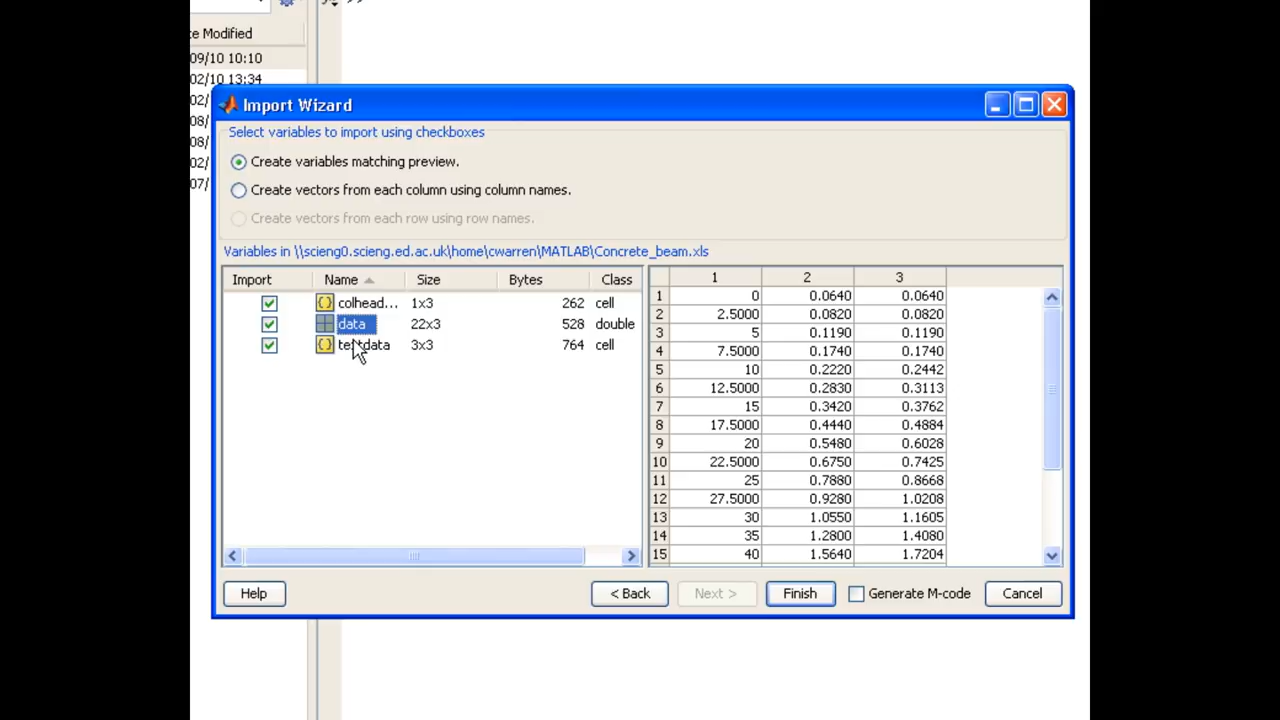 te Modified
09/10 10:10
02/10 13:34
Import Wizard
Select variables to import using checkboxes
Create variables matching preview.
Create vectors from each column using column names.
Create vectors from each row using row names.
Variables in \\scieng0.scieng.ed.ac.uk\home\cwarren\MATLAB\Concrete_beam.xls
Import Name Size Bytes Class
colhead... 1x3 262 cell
data 22x3 528 double
textdata 3x3 764 cell
1 2 3
1 0 0.0640 0.0640
2 2.5000 0.0820 0.0820
3 5 0.1190 0.1190
4 7.5000 0.1740 0.1740
5 10 0.2220 0.2442
6 12.5000 0.2830 0.3113
7 15 0.3420 0.3762
8 17.5000 0.4440 0.4884
9 20 0.5480 0.6028
10 22.5000 0.6750 0.7425
11 25 0.7880 0.8668
12 27.5000 0.9280 1.0208
13 30 1.0550 1.1605
14 35 1.2800 1.4080
15 40 1.5640 1.7204
Help < Back Next > Finish Generate M-code Cancel